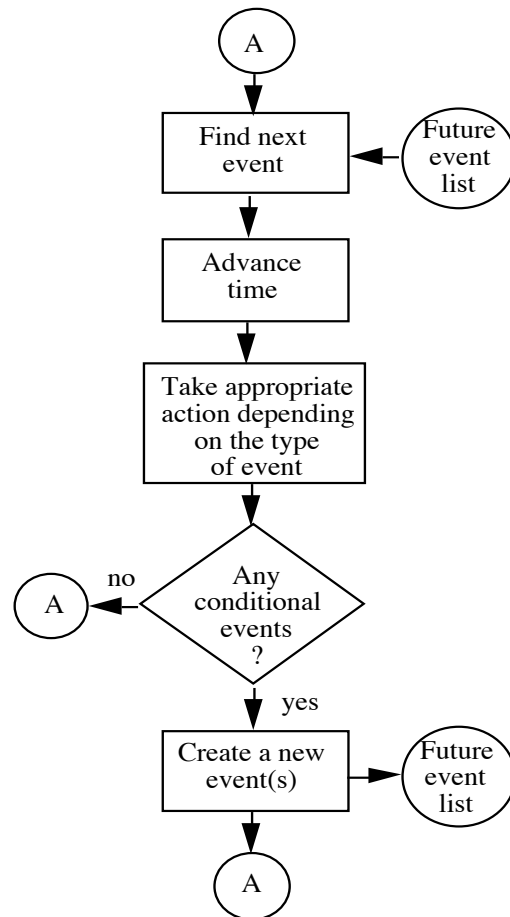 A
Find next
event
Future
event
list
Advance
time
Take appropriate
action depending
on the type
of event
Any
conditional
events
?
no
A
yes
Create a new
event(s)
Future
event
list
A